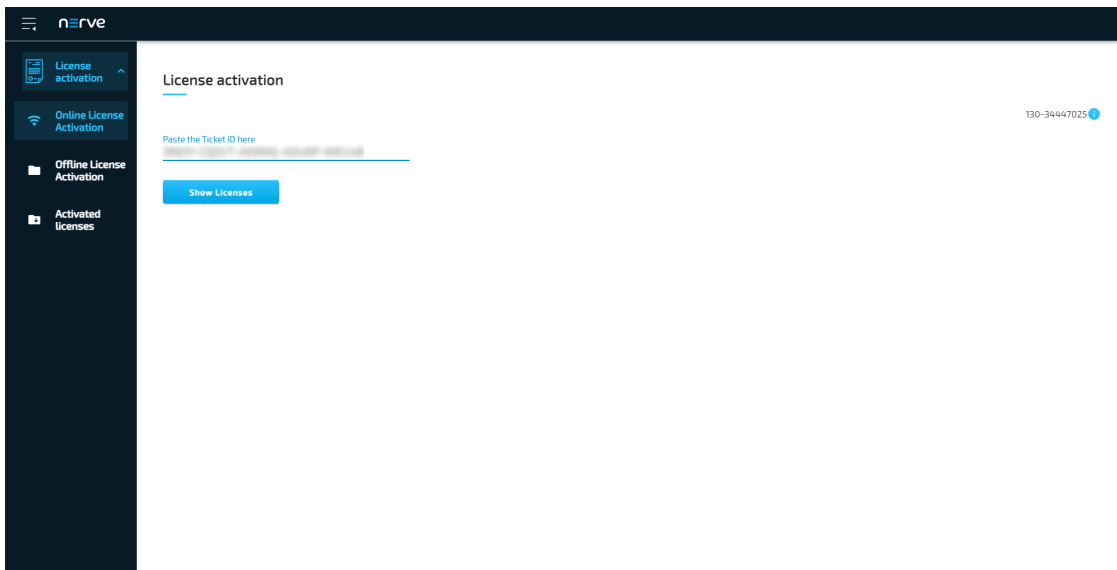 nerve
License
activation
Online License
Activation
Offline License
Activation
Activated
licenses
License activation
130-34447025
Paste the Ticket ID here
Show Licenses